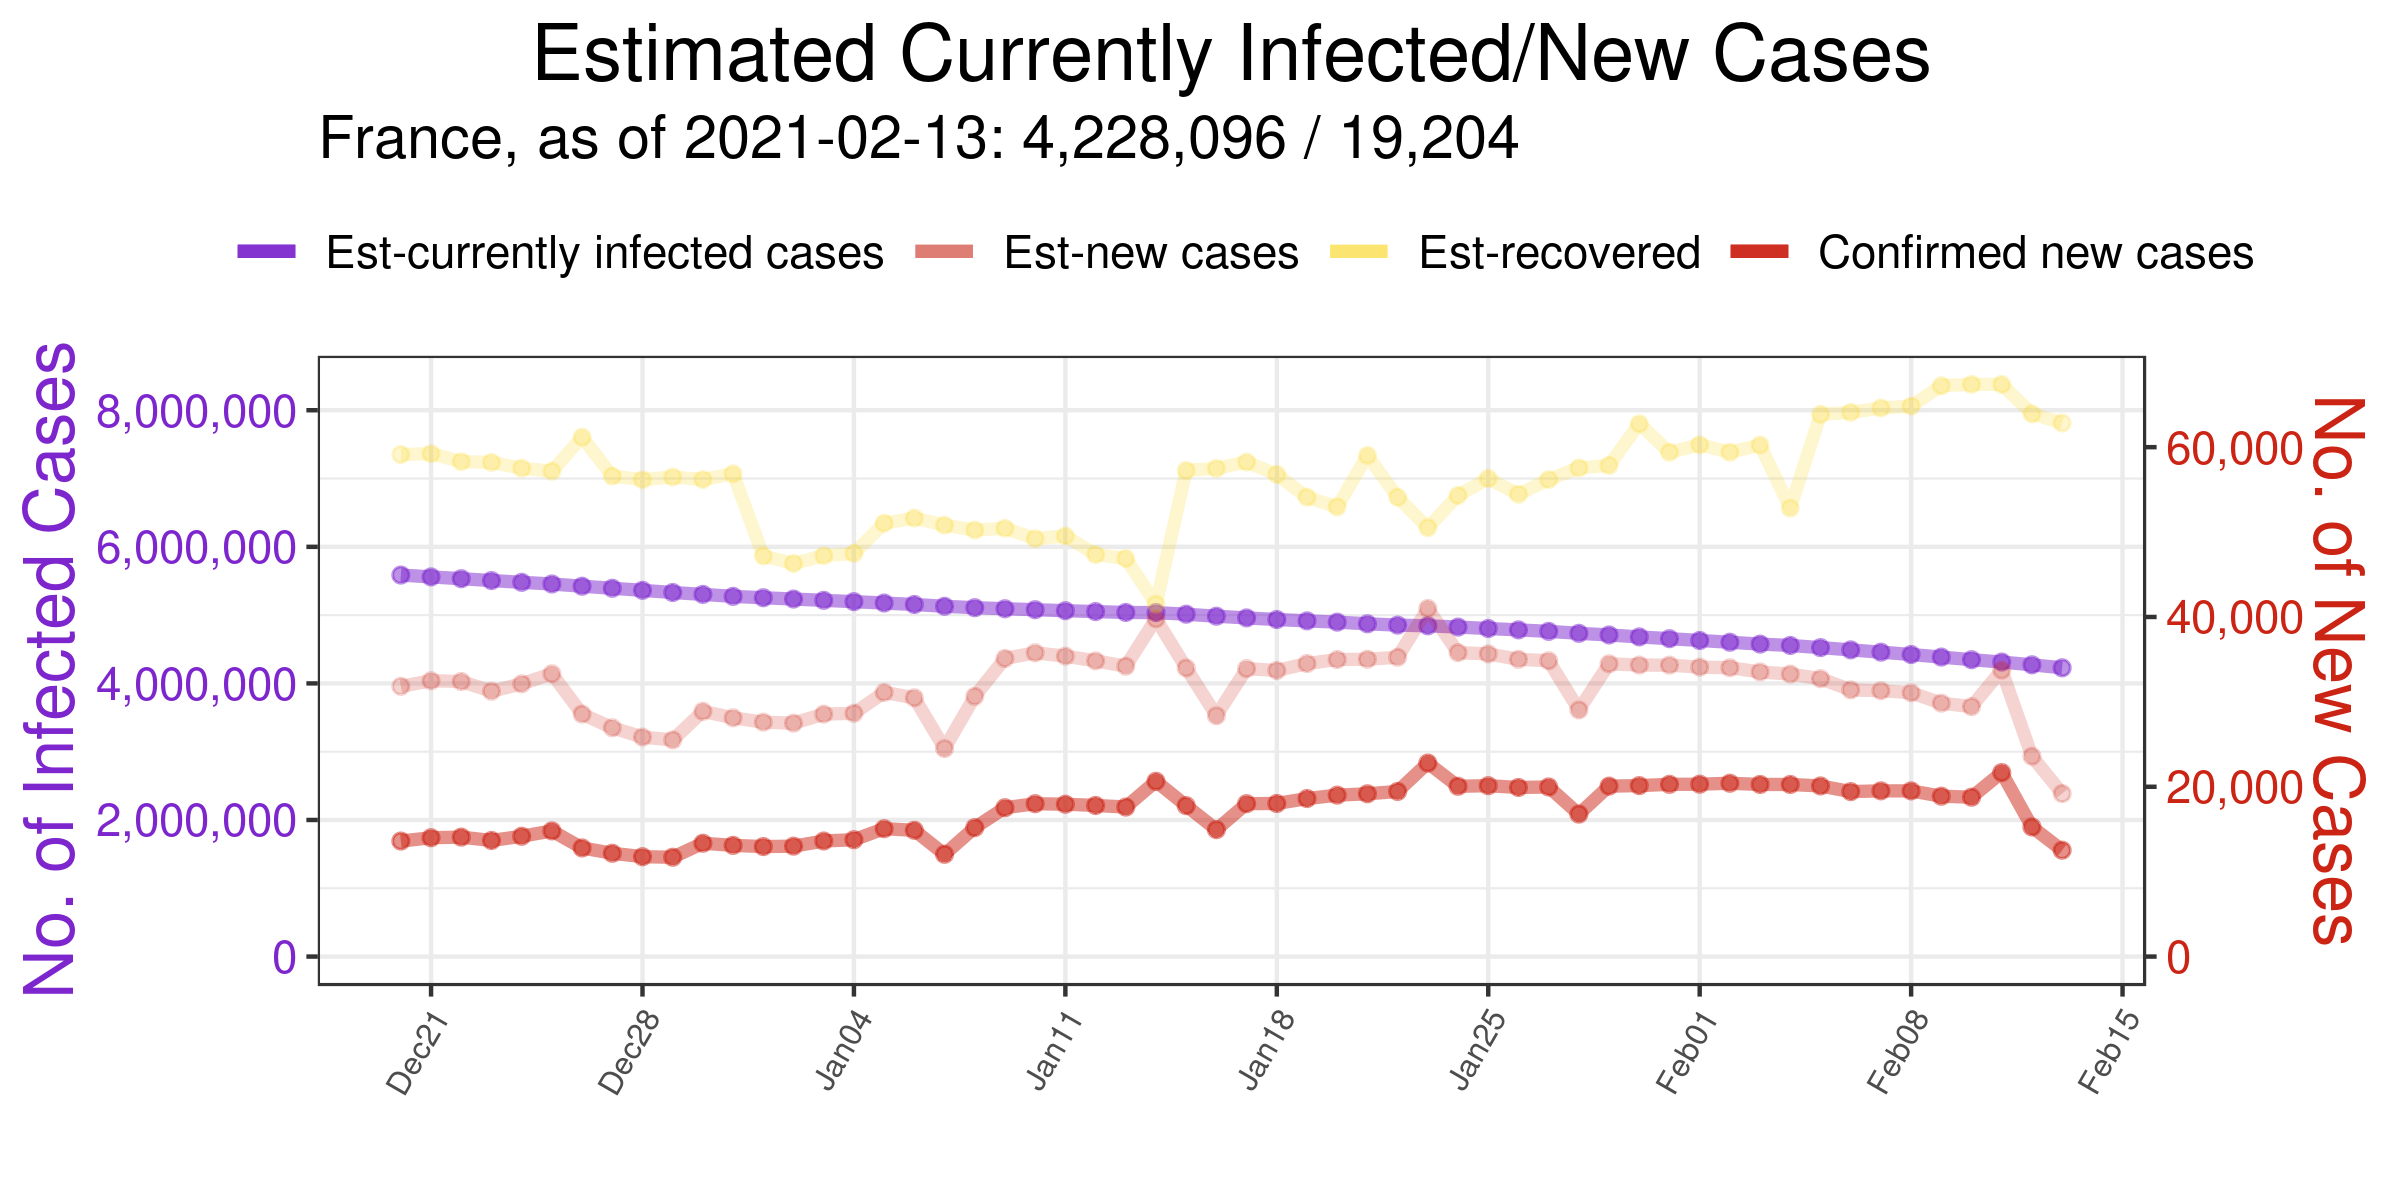 Estimated Currently Infected/New Cases
France, as of 2021-02-13: 4,228,096 / 19,204
Est-currently infected cases Est-new cases Est-recovered Confirmed new cases
No. of Infected Cases
8,000,000
6,000,000
4,000,000
2,000,000
0
60,000
40,000
20,000
0
No. of New Cases
Dec21 Dec28 Jan04 Jan11 Jan18 Jan25 Feb01 Feb08 Feb15